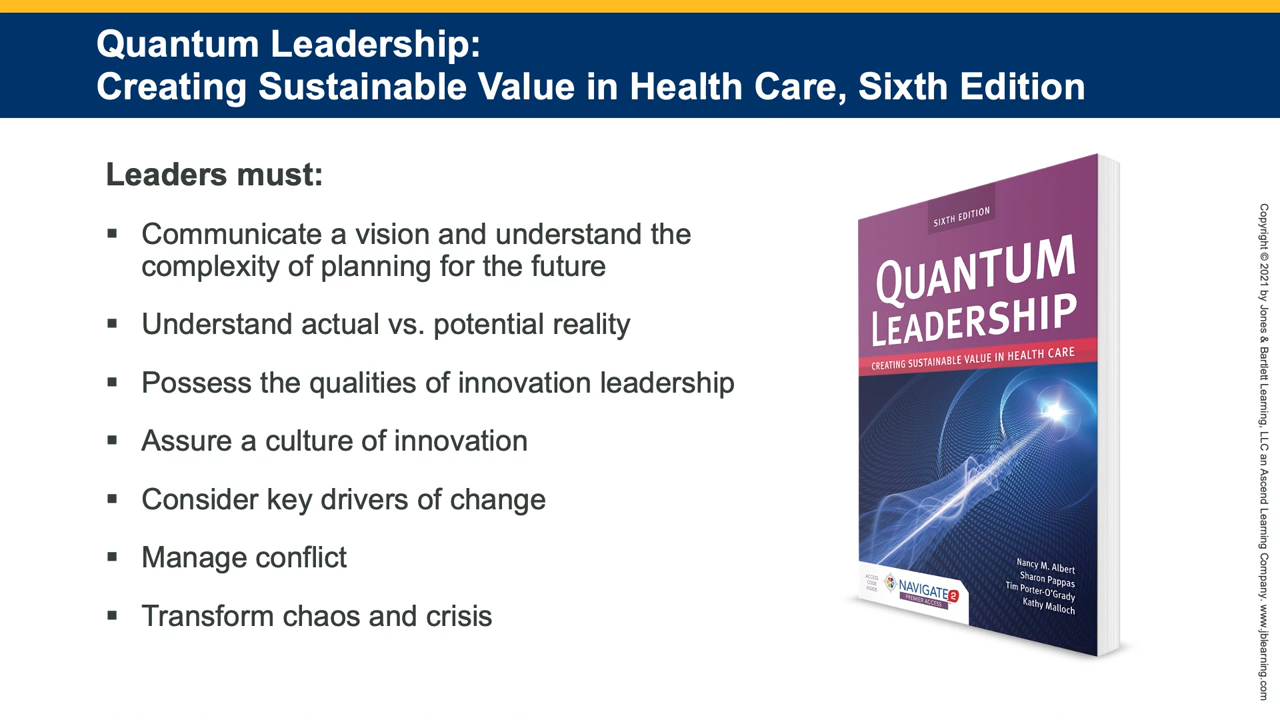 Quantum Leadership:
Creating Sustainable Value in Health Care, Sixth Edition
Leaders must:
▪ Communicate a vision and understand the
complexity of planning for the future
▪ Understand actual vs. potential reality
▪ Possess the qualities of innovation leadership
▪ Assure a culture of innovation
▪ Consider key drivers of change
▪ Manage conflict
▪ Transform chaos and crisis
SIXTH EDITION
QUANTUM
LEADERSHIP
CREATING SUSTAINABLE VALUE IN HEALTH CARE
Nancy M. Albert
Sharon Pappas
Tim Porter-O'Grady
Kathy Malloch
ACCESS
CODE
INSIDE
NAVIGATE 2
PREMIER ACCESS
Copyright © 2021 by Jones & Bartlett Learning, LLC an Ascend Learning Company. www.jblearning.com